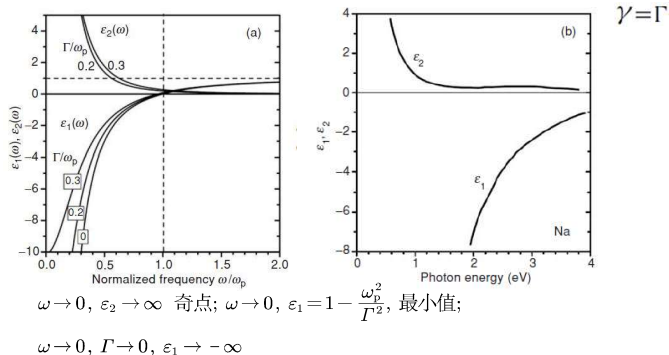 γ=Γ
(a)
ε₂(ω)
Γ/ωₚ
0.2 0.3
ε₁(ω)
Γ/ωₚ
0.3
0.2
0
ε₁(ω), ε₂(ω)
4
2
0
−2
−4
−6
−8
−10
0.0 0.5 1.0 1.5 2.0
Normalized frequency ω/ωₚ
(b)
ε₂
ε₁
Na
ε₁, ε₂
4
2
0
−2
−4
−6
−8
0 1 2 3 4
Photon energy (eV)
ω→0, ε₂→∞ 奇点; ω→0, ε₁=1−ωₚ²/Γ², 最小值;
ω→0, Γ→0, ε₁→−∞